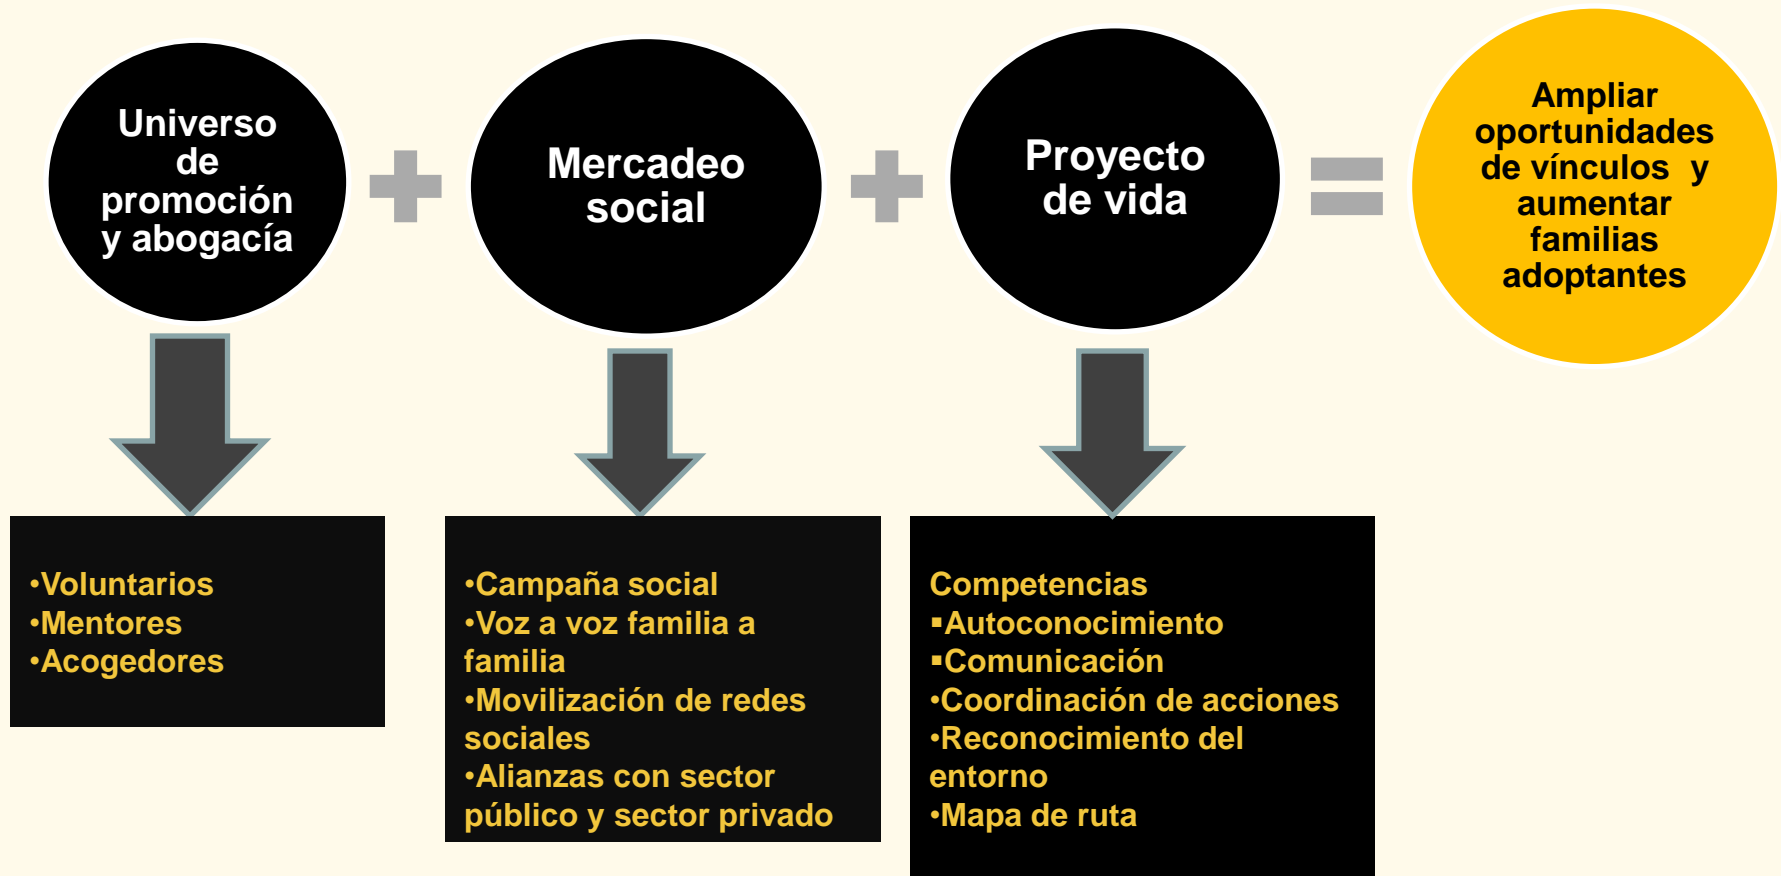 Universo
de
promoción
y abogacía
Mercadeo
social
Proyecto
de vida
Ampliar
oportunidades
de vínculos y
aumentar
familias
adoptantes
•Voluntarios
•Mentores
•Acogedores
•Campaña social
•Voz a voz familia a
familia
•Movilización de redes
sociales
•Alianzas con sector
público y sector privado
Competencias
▪Autoconocimiento
▪Comunicación
•Coordinación de acciones
•Reconocimiento del
entorno
•Mapa de ruta